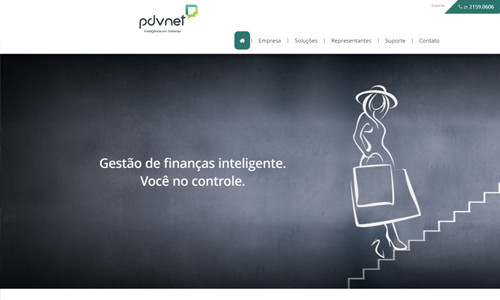 Suporte
21 2159.0606
pdvnet
Inteligência em Sistemas
Empresa | Soluções | Representantes | Suporte | Contato
Gestão de finanças inteligente.
Você no controle.